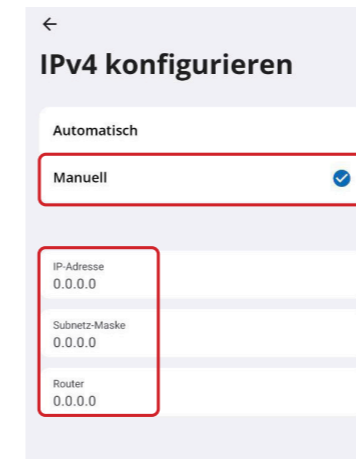 IPv4 konfigurieren
Automatisch
Manuell
IP-Adresse
0.0.0.0
Subnetz-Maske
0.0.0.0
Router
0.0.0.0